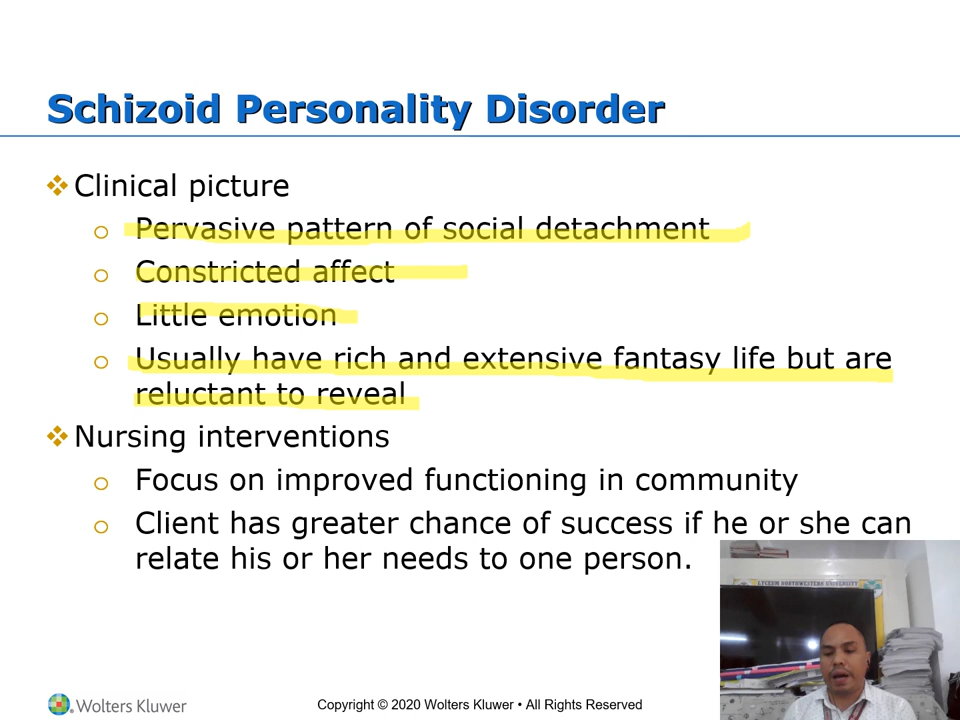 Schizoid Personality Disorder
❖ Clinical picture
o Pervasive pattern of social detachment
o Constricted affect
o Little emotion
o Usually have rich and extensive fantasy life but are
reluctant to reveal
❖ Nursing interventions
o Focus on improved functioning in community
o Client has greater chance of success if he or she can
relate his or her needs to one person.
LYCEUM NORTHWESTERN UNIVERSITY
Wolters Kluwer
Copyright © 2020 Wolters Kluwer • All Rights Reserved